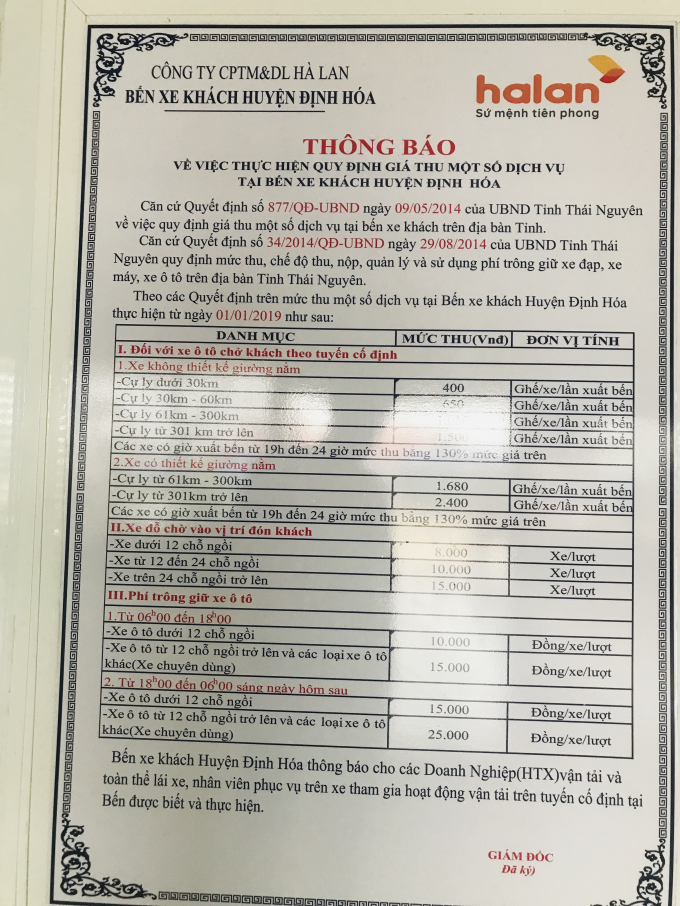 CÔNG TY CPTM&DL HÀ LAN
BẾN XE KHÁCH HUYỆN ĐỊNH HÓA
halan
Sứ mệnh tiên phong
THÔNG BÁO
VỀ VIỆC THỰC HIỆN QUY ĐỊNH GIÁ THU MỘT SỐ DỊCH VỤ
TẠI BẾN XE KHÁCH HUYỆN ĐỊNH HÓA
Căn cứ Quyết định số 877/QĐ-UBND ngày 09/05/2014 của UBND Tỉnh Thái Nguyên
về việc quy định giá thu một số dịch vụ tại bến xe khách trên địa bàn Tỉnh.
Căn cứ Quyết định số 34/2014/QĐ-UBND ngày 29/08/2014 của UBND Tỉnh Thái
Nguyên quy định mức thu, chế độ thu, nộp, quản lý và sử dụng phí trông giữ xe đạp, xe
máy, xe ô tô trên địa bàn Tỉnh Thái Nguyên.
Theo các Quyết định trên mức thu một số dịch vụ tại Bến xe khách Huyện Định Hóa
thực hiện từ ngày 01/01/2019 như sau:
DANH MỤC MỨC THU(Vnđ) ĐƠN VỊ TÍNH
I. Đối với xe ô tô chở khách theo tuyến cố định
1.Xe không thiết kế giường nằm
-Cự ly dưới 30km 400 Ghế/xe/lần xuất bến
-Cự ly 30km - 60km 650 Ghế/xe/lần xuất bến
-Cự ly 61km - 300km Ghế/xe/lần xuất bến
-Cự ly từ 301 km trở lên 1.500 Ghế/xe/lần xuất bến
Các xe có giờ xuất bến từ 19h đến 24 giờ mức thu bằng 130% mức giá trên
2.Xe có thiết kế giường nằm
-Cự ly từ 61km - 300km 1.680 Ghế/xe/lần xuất bến
-Cự ly từ 301km trở lên 2.400 Ghế/xe/lần xuất bến
Các xe có giờ xuất bến từ 19h đến 24 giờ mức thu bằng 130% mức giá trên
II.Xe đỗ chờ vào vị trí đón khách
-Xe dưới 12 chỗ ngồi 8.000 Xe/lượt
-Xe từ 12 đến 24 chỗ ngồi 10.000 Xe/lượt
-Xe trên 24 chỗ ngồi trở lên 15.000 Xe/lượt
III.Phí trông giữ xe ô tô
1.Từ 06h00 đến 18h00
-Xe ô tô dưới 12 chỗ ngồi 10.000 Đồng/xe/lượt
-Xe ô tô từ 12 chỗ ngồi trở lên và các loại xe ô tô
khác(Xe chuyên dùng) 15.000 Đồng/xe/lượt
2. Từ 18h00 đến 06h00 sáng ngày hôm sau
-Xe ô tô dưới 12 chỗ ngồi 15.000 Đồng/xe/lượt
-Xe ô tô từ 12 chỗ ngồi trở lên và các loại xe ô tô
khác(Xe chuyên dùng) 25.000 Đồng/xe/lượt
Bến xe khách Huyện Định Hóa thông báo cho các Doanh Nghiệp(HTX)vận tải và
toàn thể lái xe, nhân viên phục vụ trên xe tham gia hoạt động vận tải trên tuyến cố định tại
Bến được biết và thực hiện.
GIÁM ĐỐC
Đã ký)